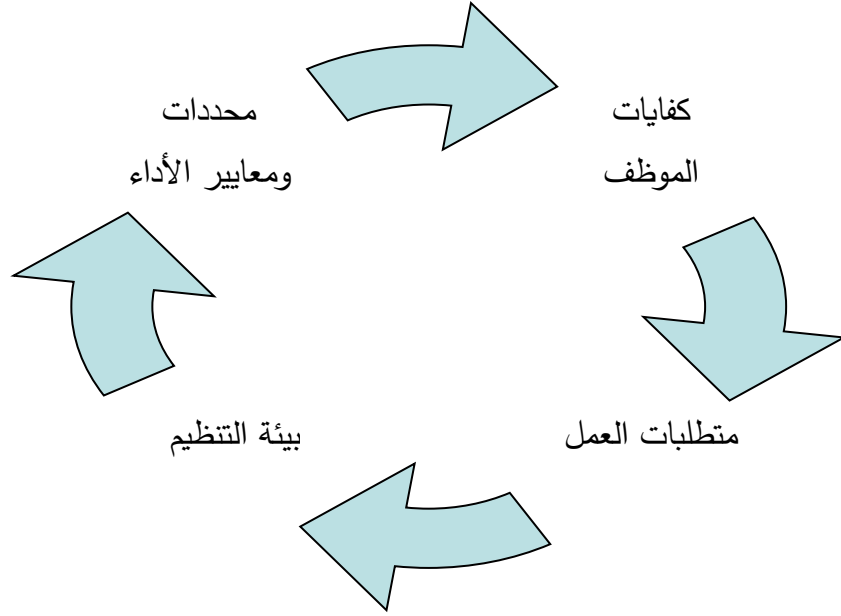 كفايات
الموظف
متطلبات العمل
بيئة التنظيم
محددات
ومعايير الأداء